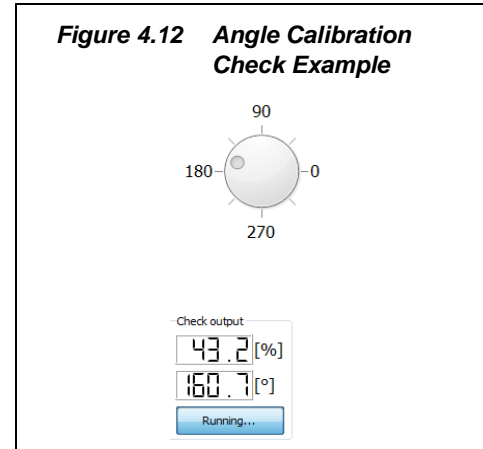 Figure 4.12 Angle Calibration
Check Example
90
180
0
270
Check output
43.2 [%]
160.7 [°]
Running...